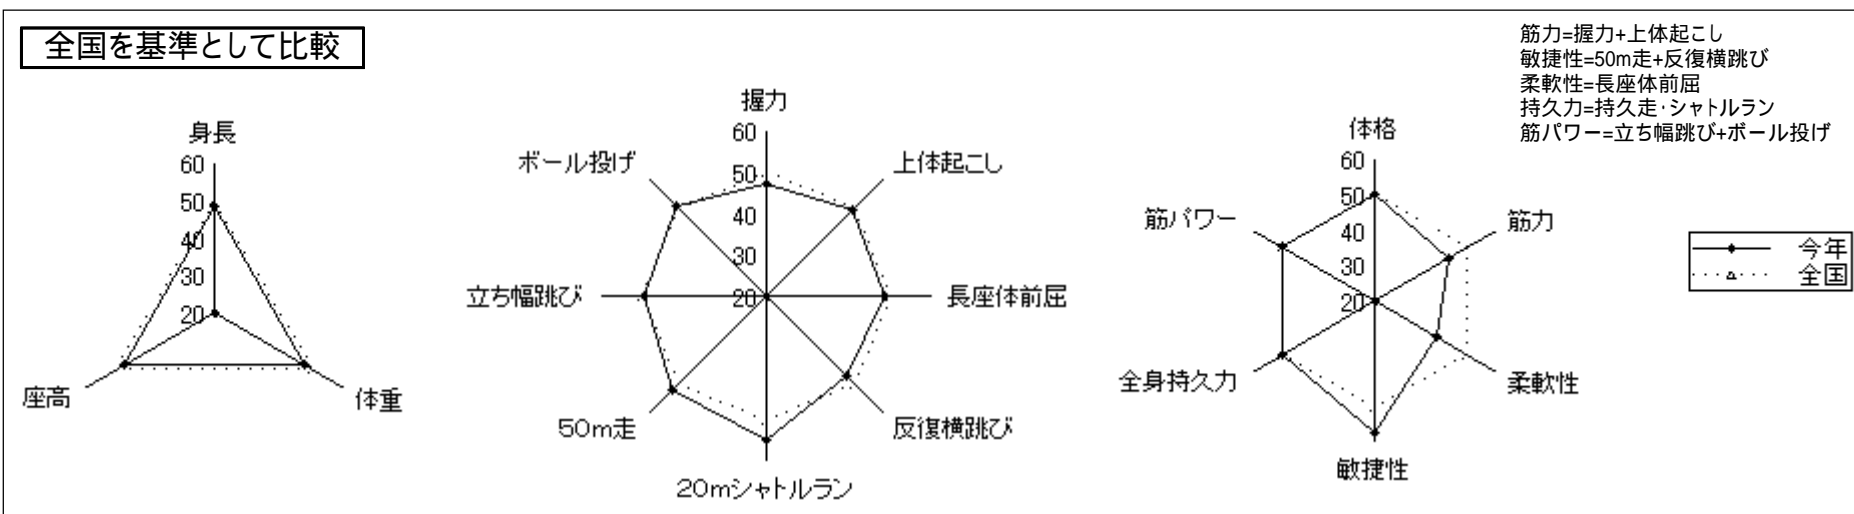 全国を基準として比較
筋力=握力+上体起こし
敏捷性=50m走+反復横跳び
柔軟性=長座体前屈
持久力=持久走・シャトルラン
筋パワー=立ち幅跳び+ボール投げ
身長
60
50
40
30
20
座高
体重
握力
60
50
40
30
20
ボール投げ
上体起こし
立ち幅跳び
長座体前屈
50m走
反復横跳び
20mシャトルラン
体格
60
50
40
30
20
筋パワー
筋力
全身持久力
柔軟性
敏捷性
今年
全国